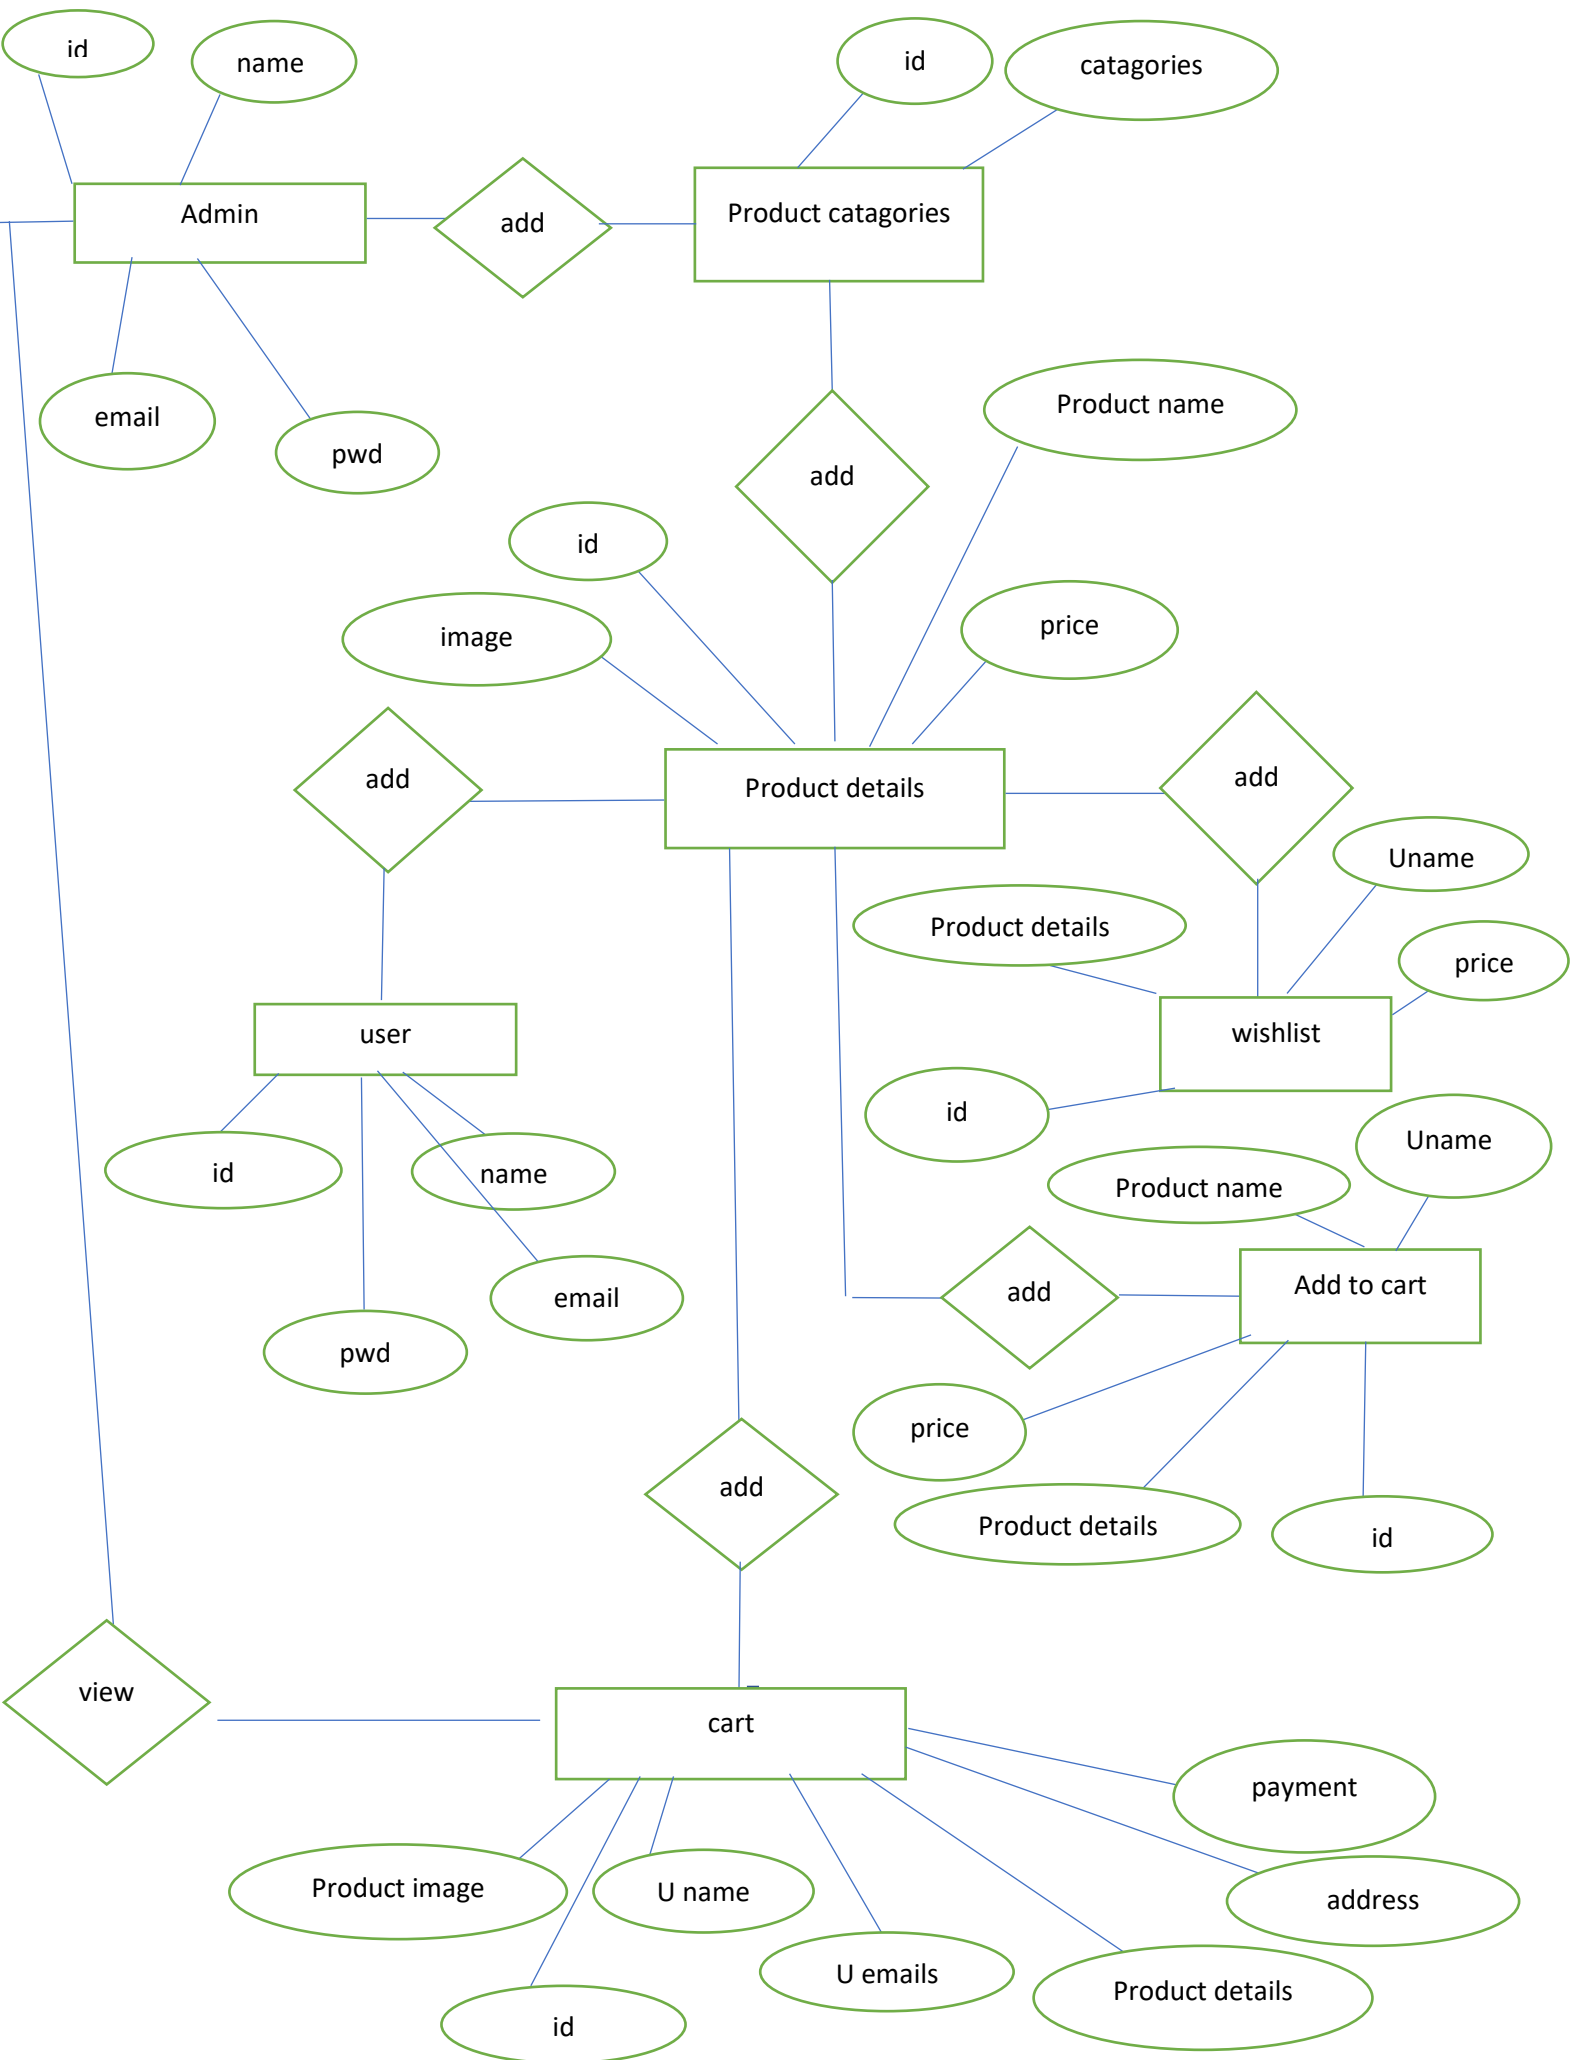 id
name
id
catagories
Admin
add
Product catagories
email
pwd
Product name
add
id
image
price
add
Product details
add
Uname
Product details
price
user
wishlist
id
Uname
id
name
Product name
email
add
Add to cart
pwd
price
add
Product details
id
view
cart
payment
Product image
U name
address
U emails
Product details
id